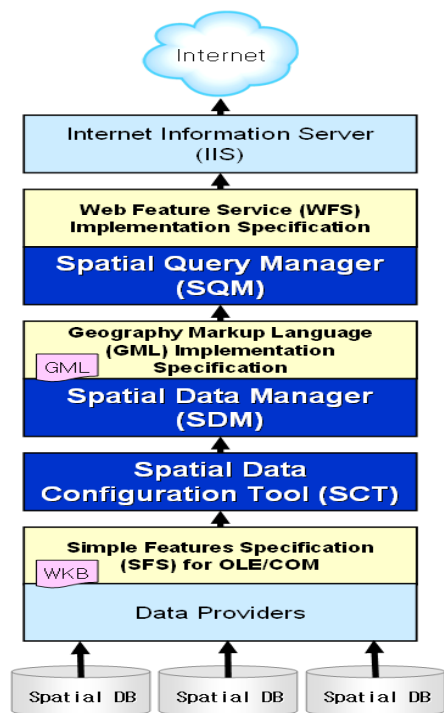 Internet
Internet Information Server
(IIS)
Web Feature Service (WFS)
Implementation Specification
Spatial Query Manager
(SQM)
Geography Markup Language
(GML) Implementation
Specification
GML
Spatial Data Manager
(SDM)
Spatial Data
Configuration Tool (SCT)
Simple Features Specification
(SFS) for OLE/COM
WKB
Data Providers
Spatial DB
Spatial DB
Spatial DB